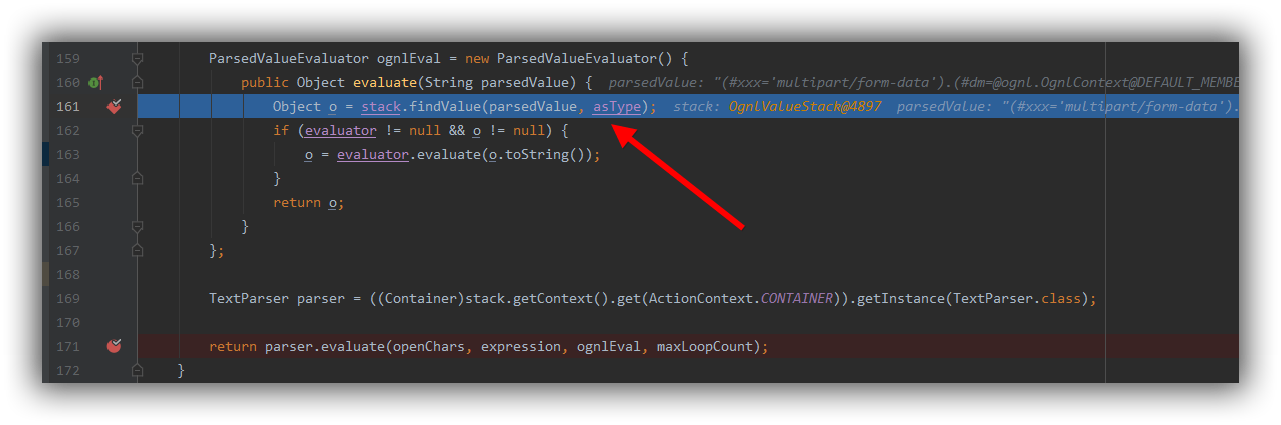 159 ParsedValueEvaluator ognlEval = new ParsedValueEvaluator() {
160 public Object evaluate(String parsedValue) { parsedValue: "(#xxx='multipart/form-data').(#dm=@ognl.OgnlContext@DEFAULT_MEMBE
161 Object o = stack.findValue(parsedValue, asType); stack: OgnlValueStack@4897 parsedValue: "(#xxx='multipart/form-data').
162 if (evaluator != null && o != null) {
163 o = evaluator.evaluate(o.toString());
164 }
165 return o;
166 }
167 };
168
169 TextParser parser = ((Container)stack.getContext().get(ActionContext.CONTAINER)).getInstance(TextParser.class);
170
171 return parser.evaluate(openChars, expression, ognlEval, maxLoopCount);
172 }